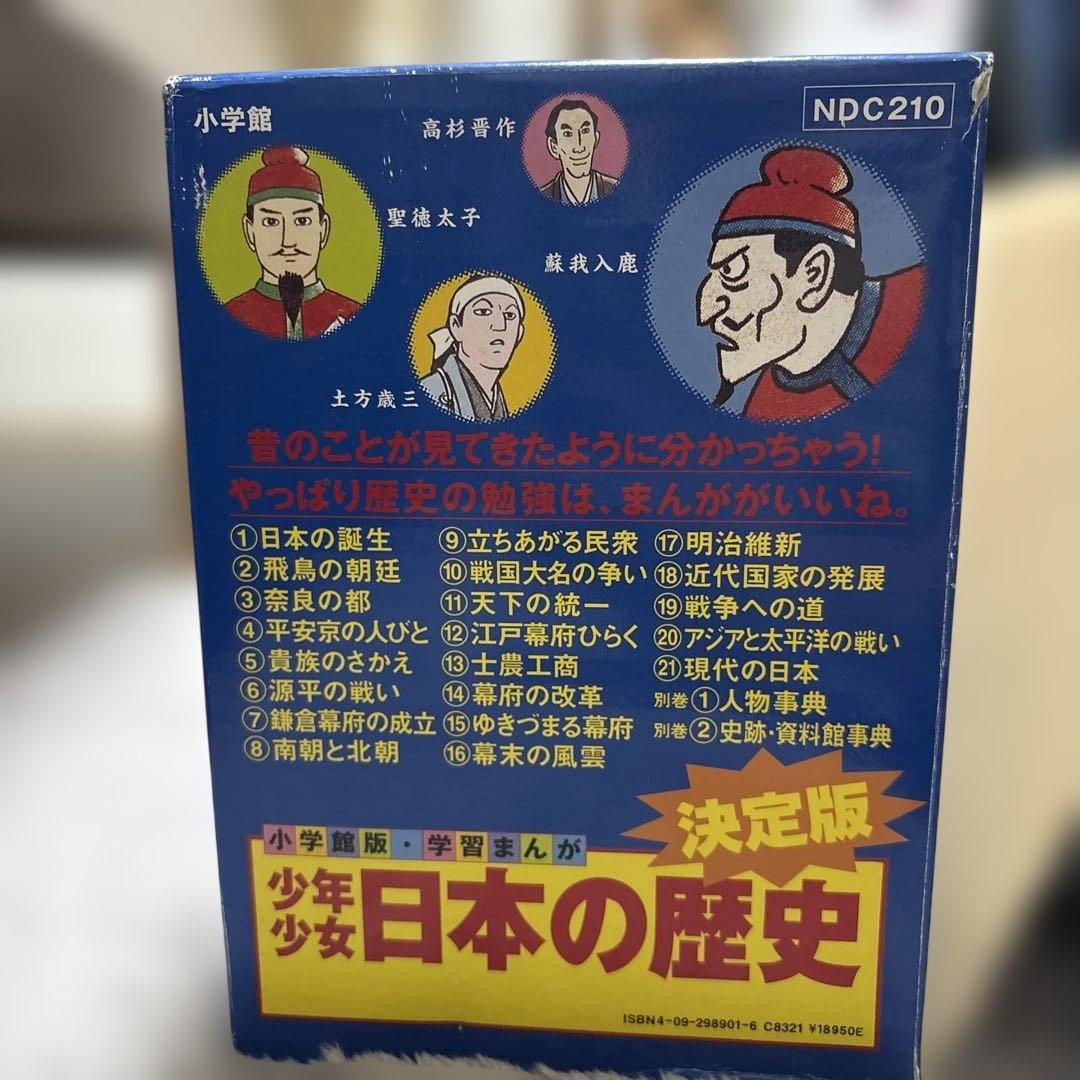 小学館
NDC210
高杉晋作
聖徳太子
蘇我入鹿
土方歳三
昔のことが見てきたように分かっちゃう!
やっぱり歴史の勉強は、まんががいいね。
①日本の誕生
②飛鳥の朝廷
③奈良の都
④平安京の人びと
⑤貴族のさかえ
⑥源平の戦い
⑦鎌倉幕府の成立
⑧南朝と北朝
⑨立ちあがる民衆
⑩戦国大名の争い
⑪天下の統一
⑫江戸幕府ひらく
⑬士農工商
⑭幕府の改革
⑮ゆきづまる幕府
⑯幕末の風雲
⑰明治維新
⑱近代国家の発展
⑲戦争への道
⑳アジアと太平洋の戦い
㉑現代の日本
別巻①人物事典
別巻②史跡・資料館事典
決定版
小学館版・学習まんが
少年少女日本の歴史
ISBN4-09-298901-6 C8321 ¥18950E